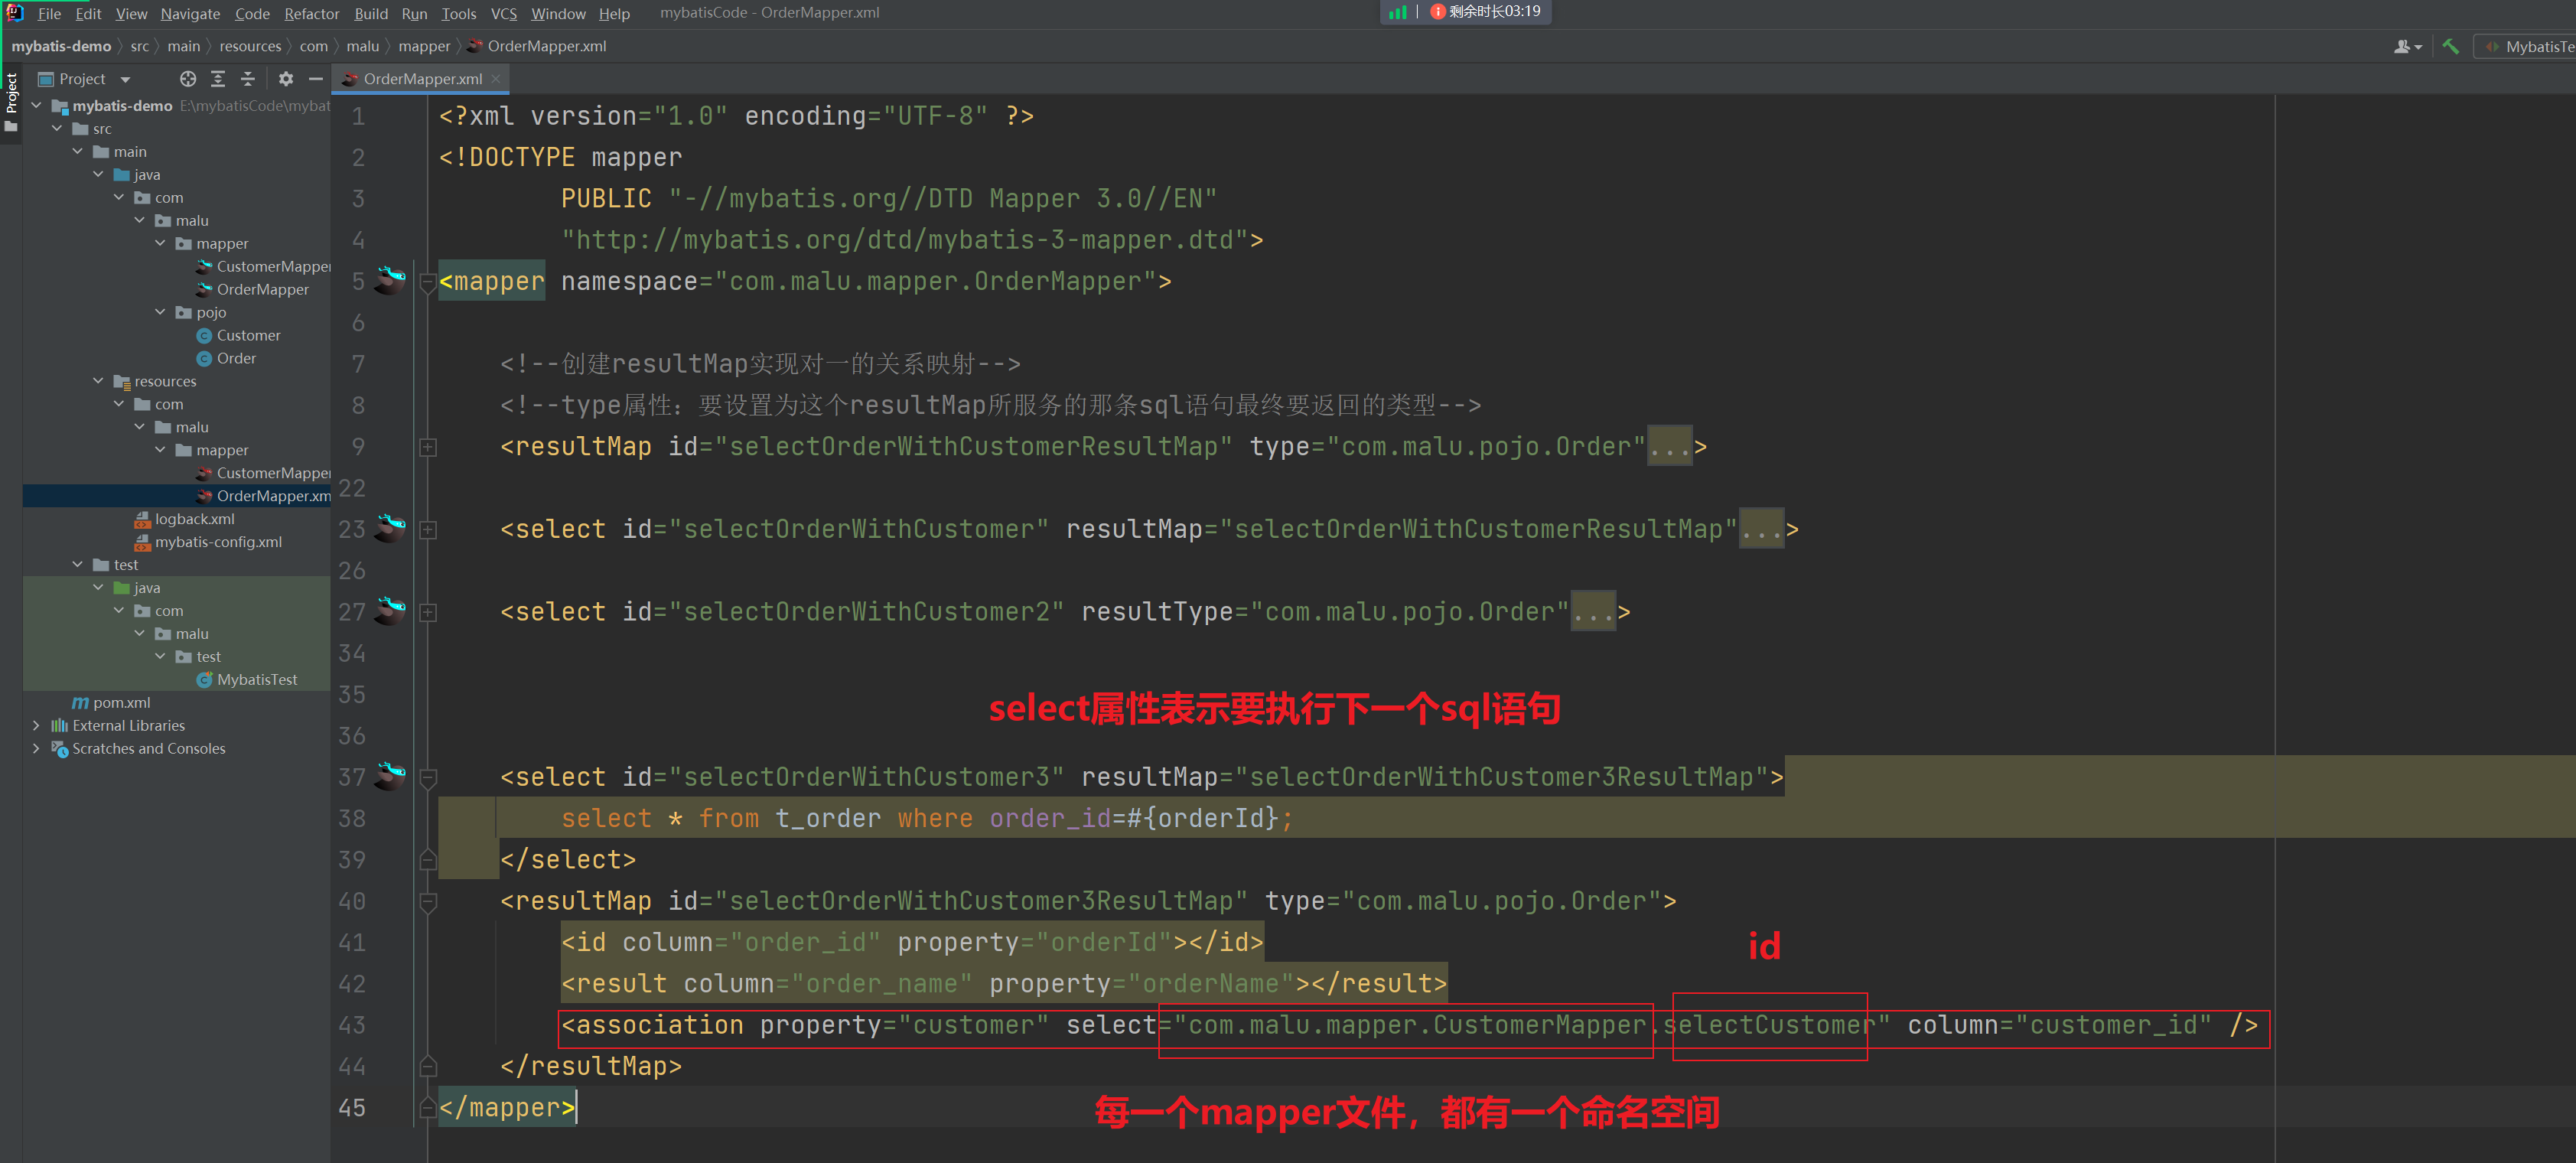 File Edit View Navigate Code Refactor Build Run Tools VCS Window Help mybatisCode - OrderMapper.xml
剩余时长03:19
mybatis-demo src main resources com malu mapper OrderMapper.xml
MybatisTe
Project
Project
OrderMapper.xml
mybatis-demo E:\mybatisCode\mybat
src
main
java
com
malu
mapper
CustomerMapper
OrderMapper
pojo
Customer
Order
resources
com
malu
mapper
CustomerMapper
OrderMapper.xm
logback.xml
mybatis-config.xml
test
java
com
malu
test
MybatisTest
pom.xml
External Libraries
Scratches and Consoles
1 <?xml version="1.0" encoding="UTF-8" ?>
2 <!DOCTYPE mapper
3 PUBLIC "-//mybatis.org//DTD Mapper 3.0//EN"
4 "http://mybatis.org/dtd/mybatis-3-mapper.dtd">
5 <mapper namespace="com.malu.mapper.OrderMapper">
6
7 <!--创建resultMap实现对一的关系映射-->
8 <!--type属性：要设置为这个resultMap所服务的那条sql语句最终要返回的类型-->
9 <resultMap id="selectOrderWithCustomerResultMap" type="com.malu.pojo.Order"...>
22
23 <select id="selectOrderWithCustomer" resultMap="selectOrderWithCustomerResultMap"...>
26
27 <select id="selectOrderWithCustomer2" resultType="com.malu.pojo.Order"...>
34
35
select属性表示要执行下一个sql语句
36
37 <select id="selectOrderWithCustomer3" resultMap="selectOrderWithCustomer3ResultMap">
38 select * from t_order where order_id=#{orderId};
39 </select>
40 <resultMap id="selectOrderWithCustomer3ResultMap" type="com.malu.pojo.Order">
41 <id column="order_id" property="orderId"></id>
id
42 <result column="order_name" property="orderName"></result>
43 <association property="customer" select="com.malu.mapper.CustomerMapper.selectCustomer" column="customer_id" />
44 </resultMap>
45 </mapper>
每一个mapper文件，都有一个命名空间